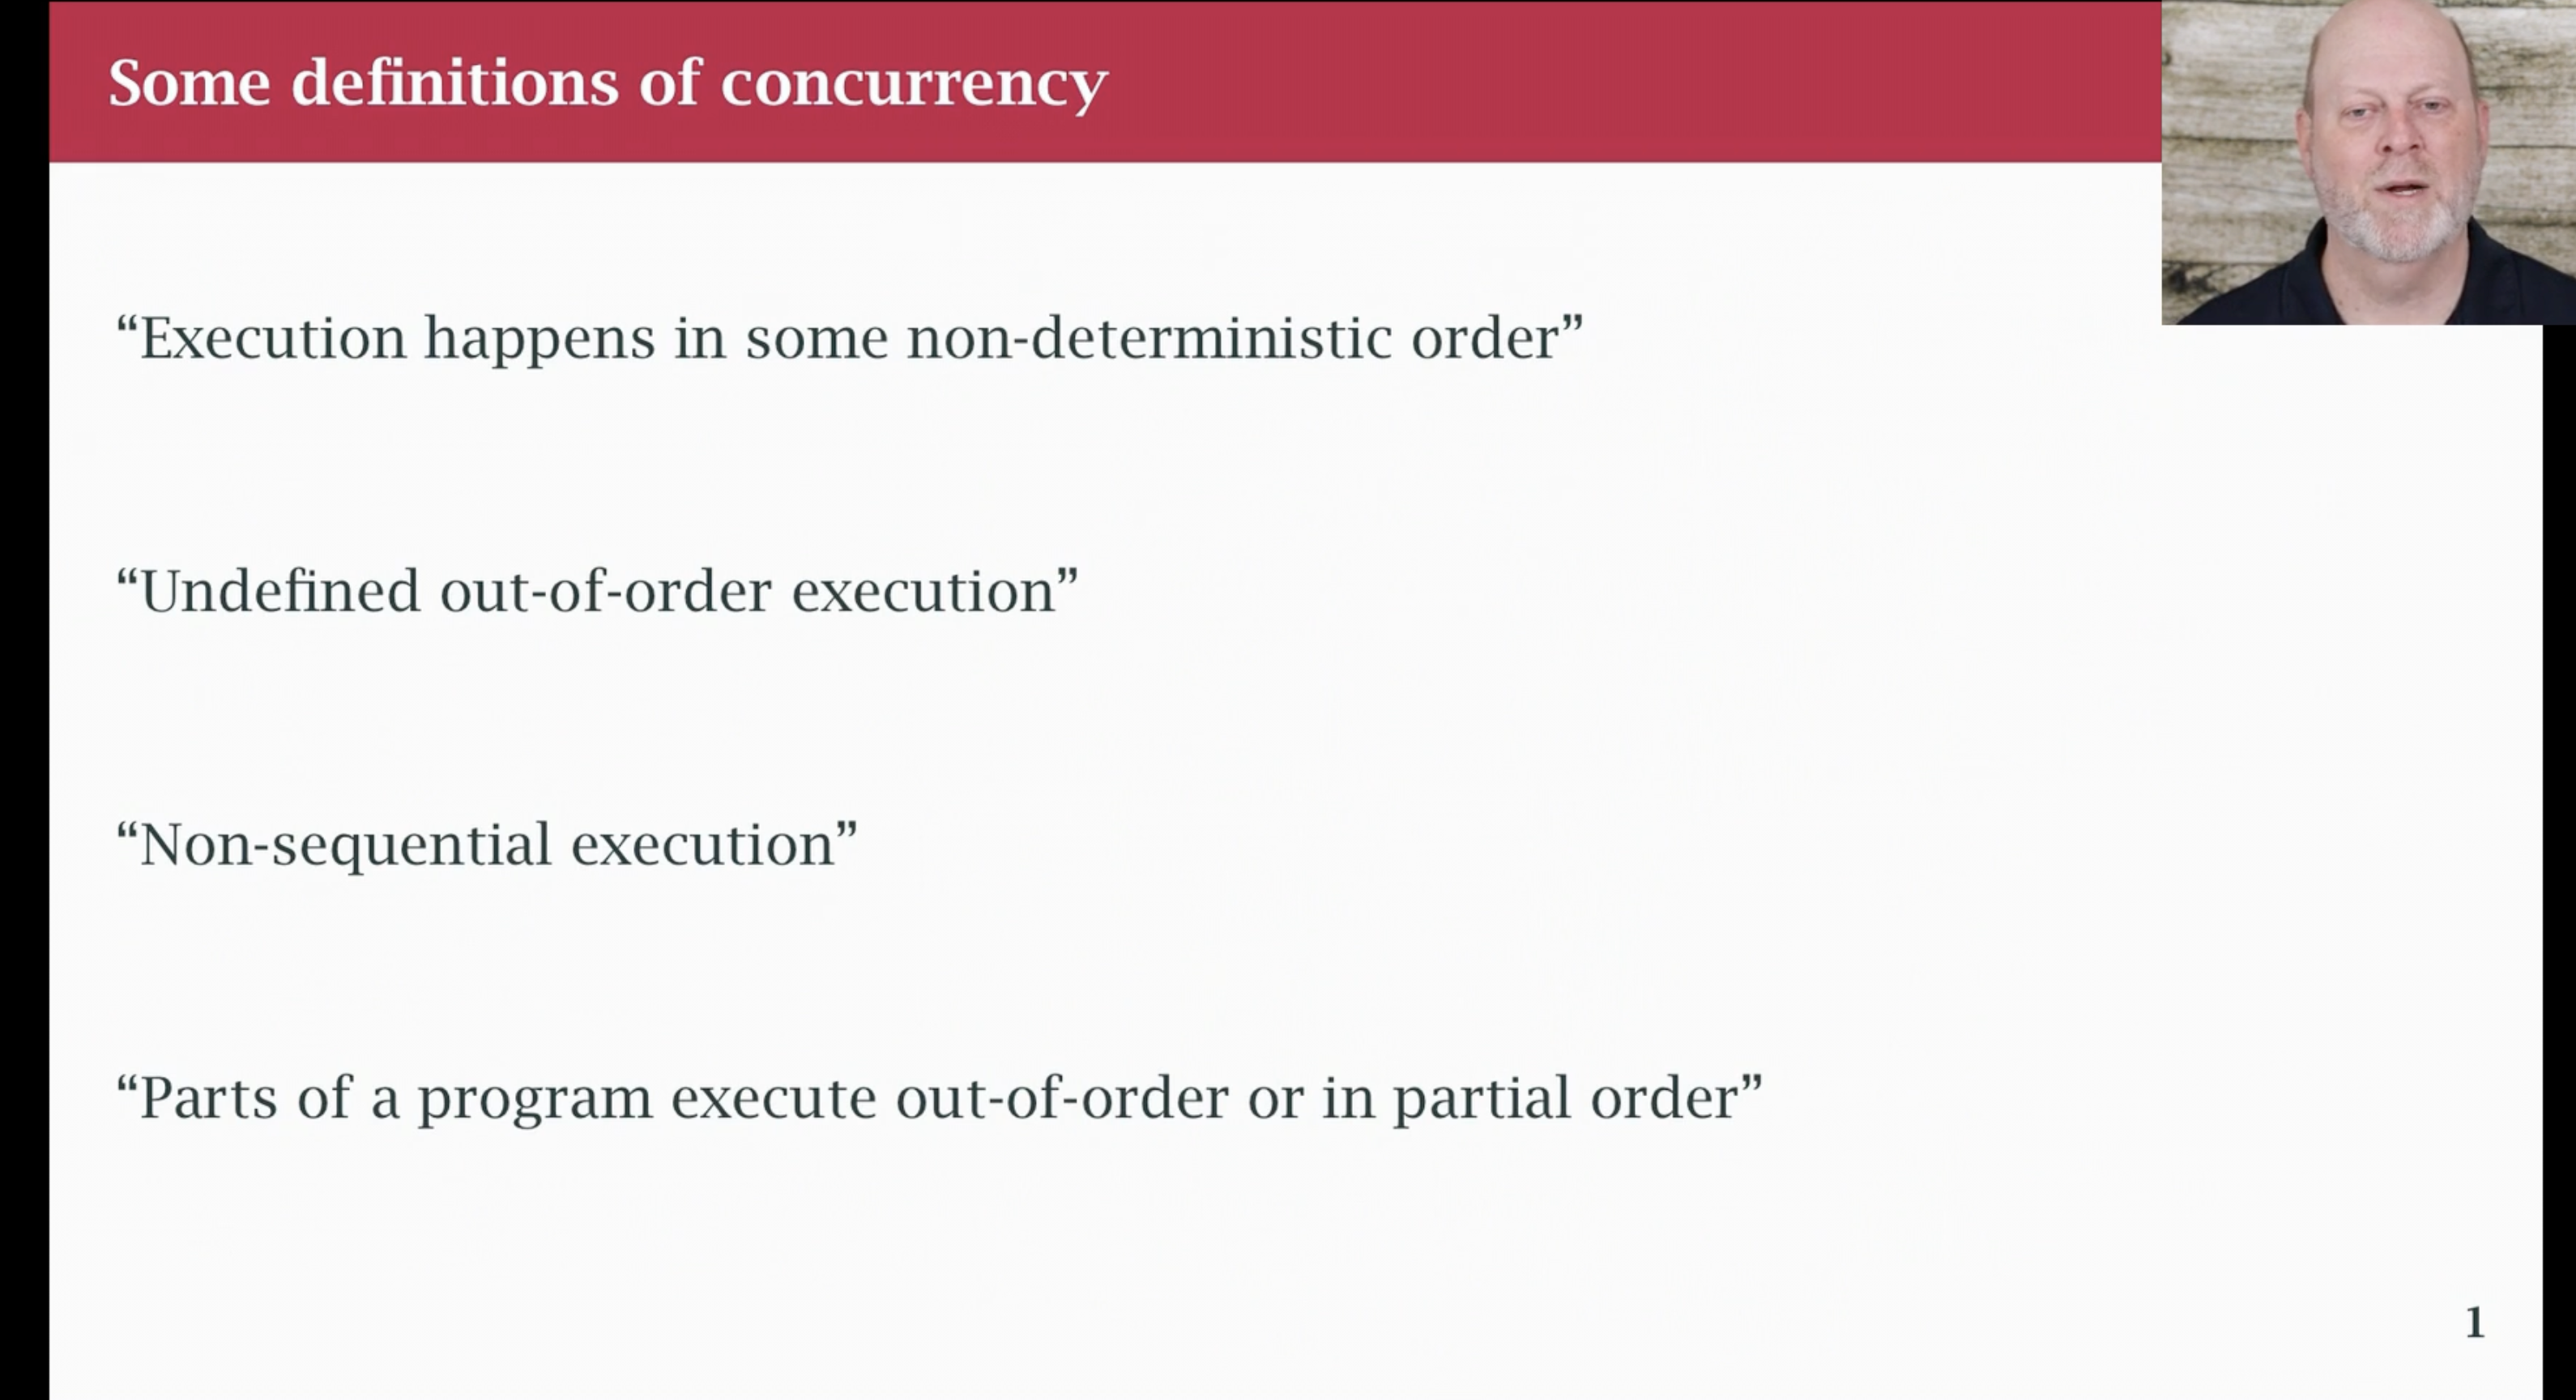 Some definitions of concurrency
“Execution happens in some non-deterministic order”
“Undefined out-of-order execution”
“Non-sequential execution”
“Parts of a program execute out-of-order or in partial order”
1